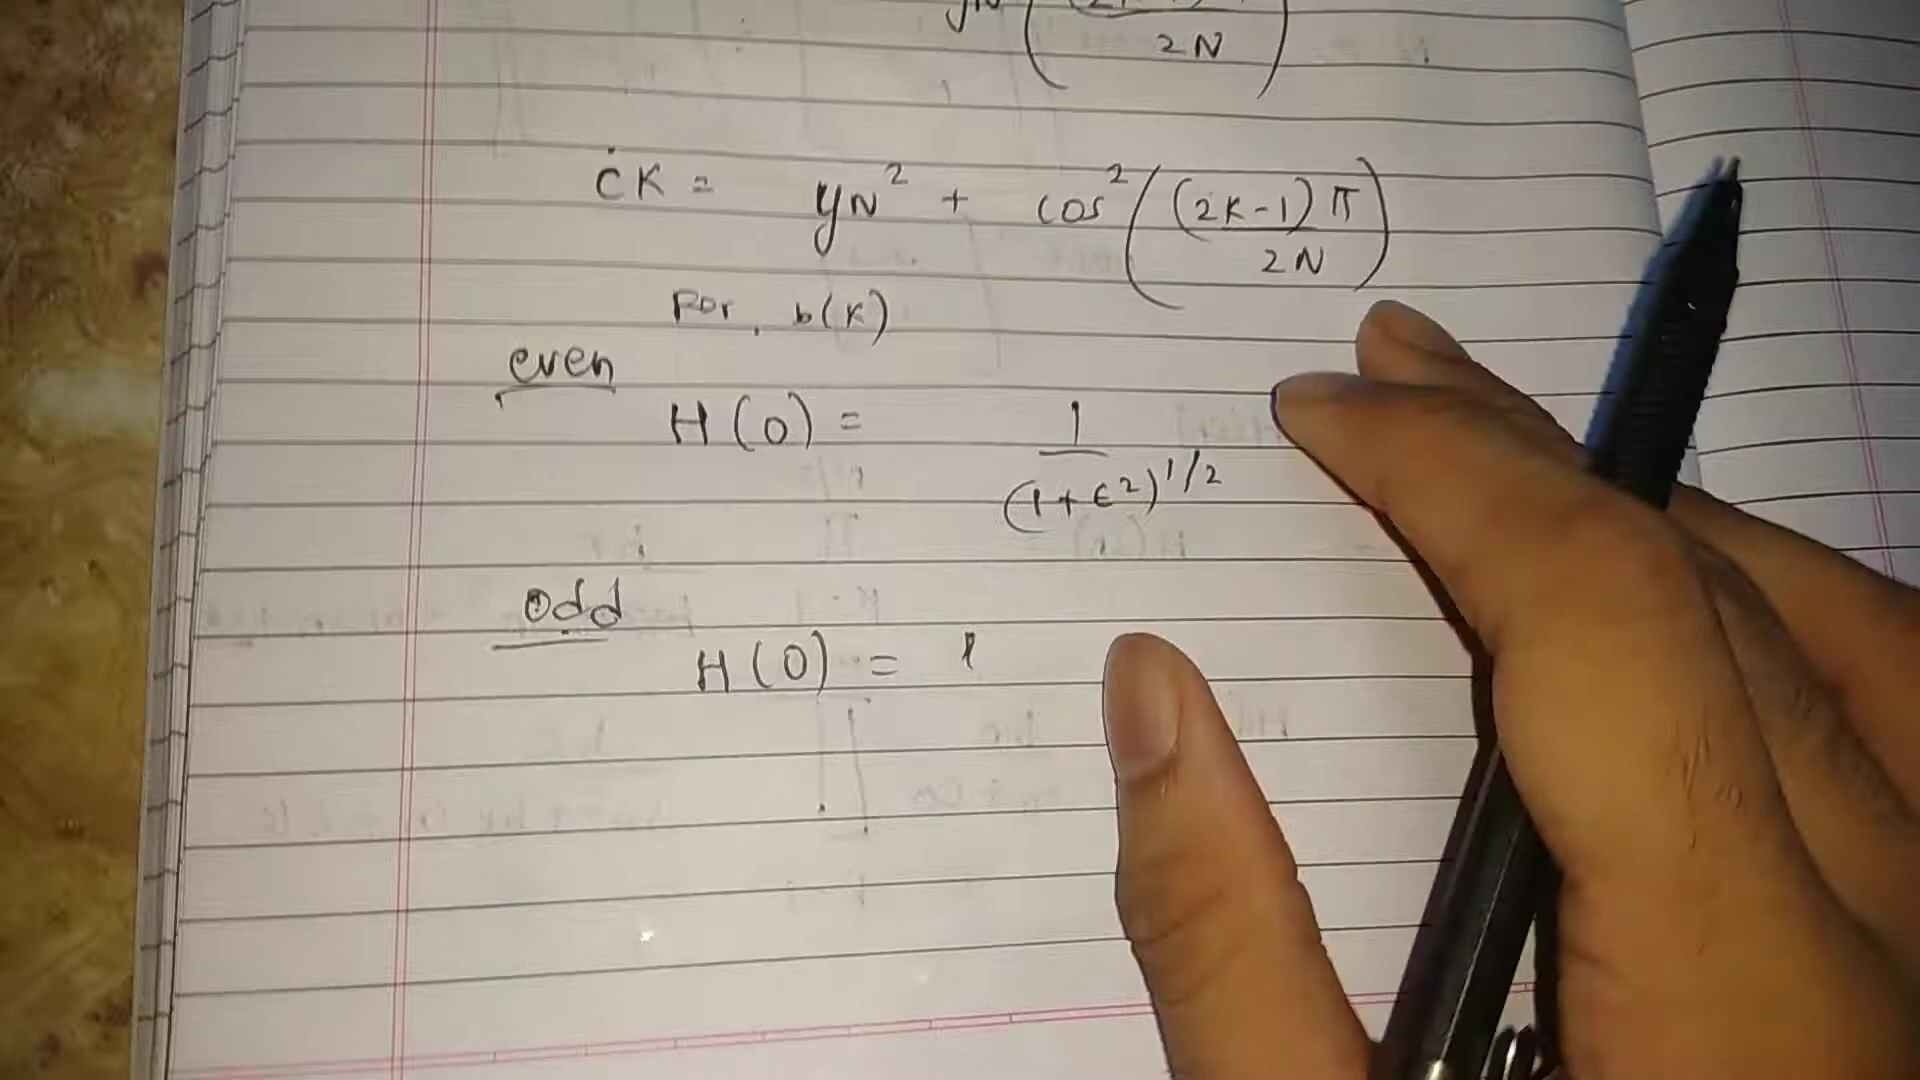 2N
cK = yN² + cos²((2K-1)π / 2N)
For, b(K)
even
H(0) = 1 / (1+ε²)^1/2
odd
H(0) = 1